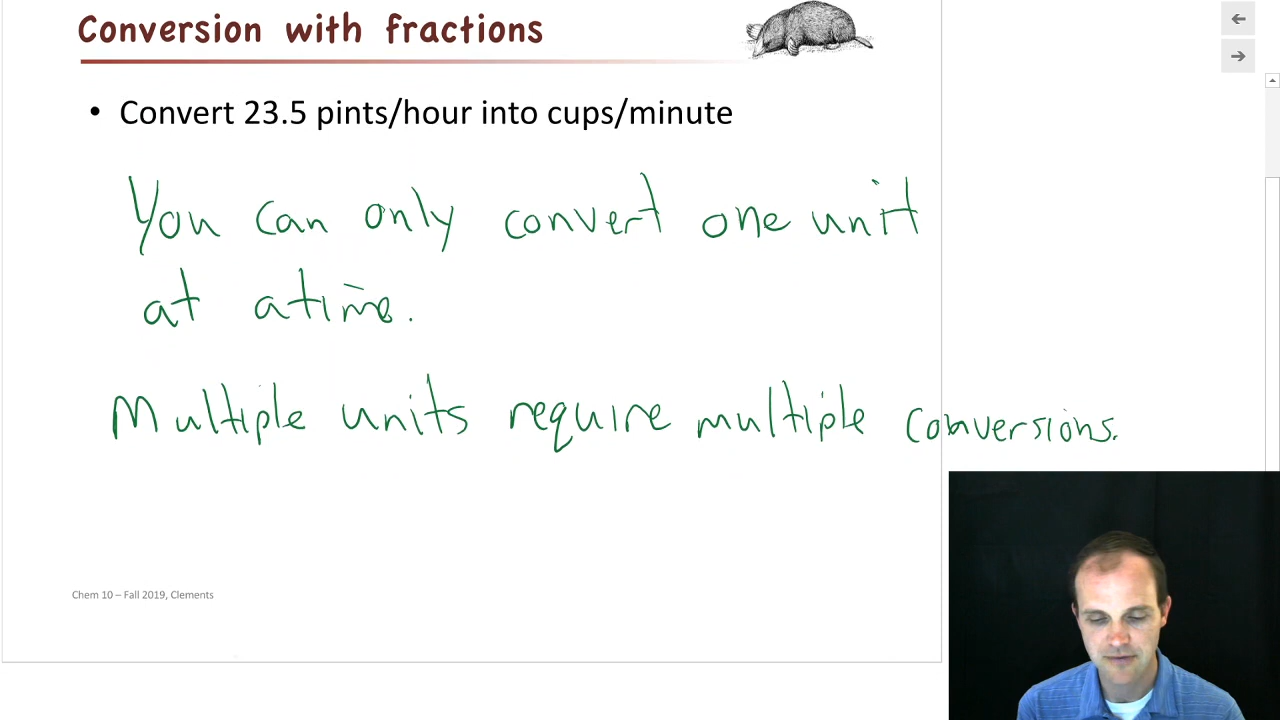 Conversion with fractions
• Convert 23.5 pints/hour into cups/minute
You can only convert one unit
at a time.
Multiple units require multiple conversions.
Chem 10 – Fall 2019, Clements